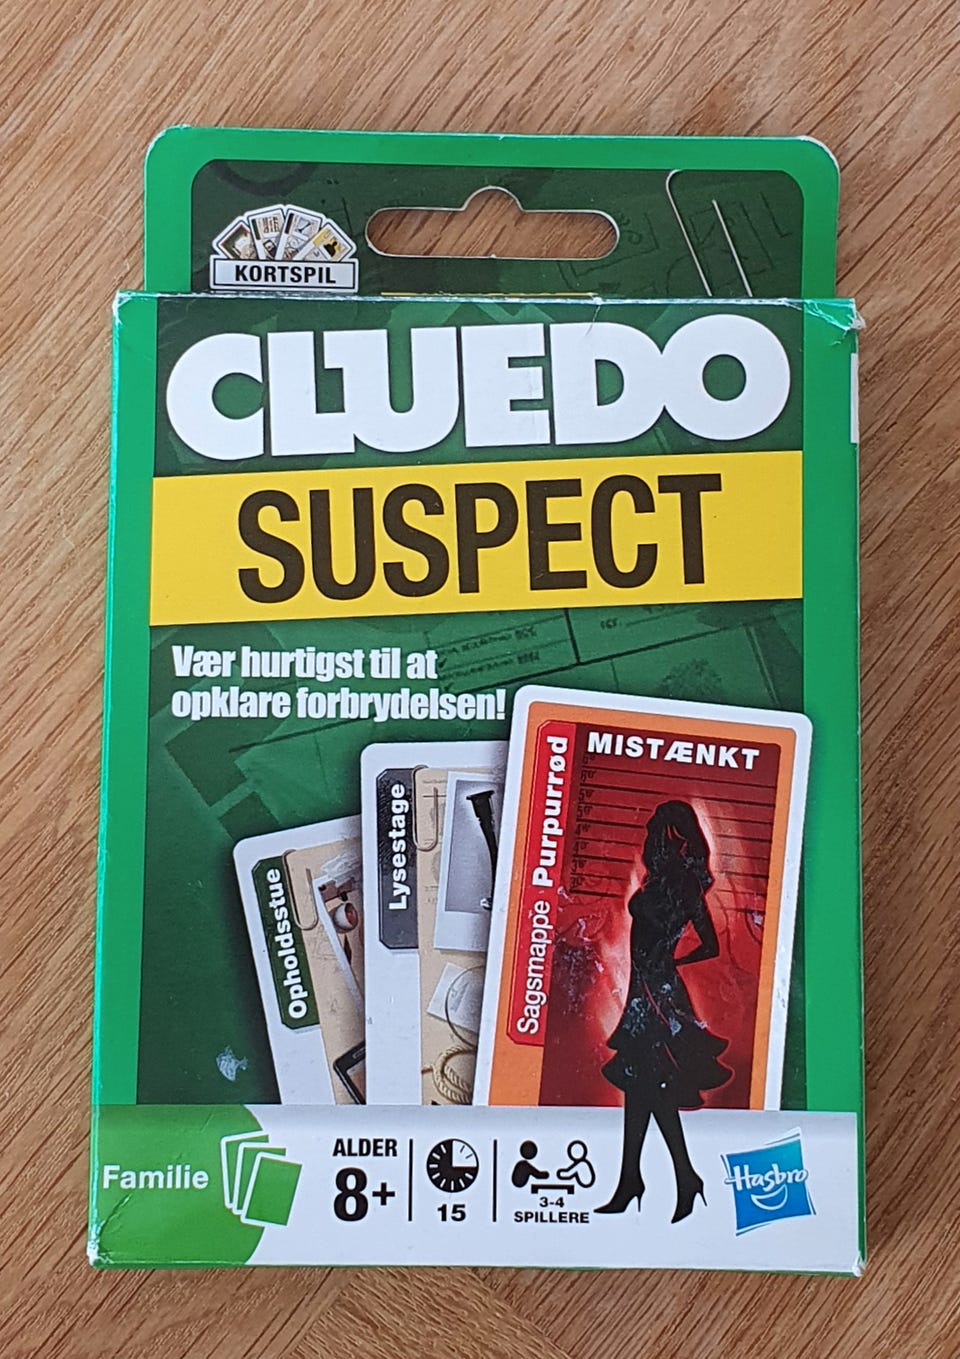 KORTSPIL
CLUEDO
SUSPECT
Vær hurtigst til at
opklare forbrydelsen!
Opholdsstue
Lysestage
Sagsmappe Purpurrød
MISTÆNKT
Familie
ALDER
8+
15
3-4
SPILLERE
Hasbro